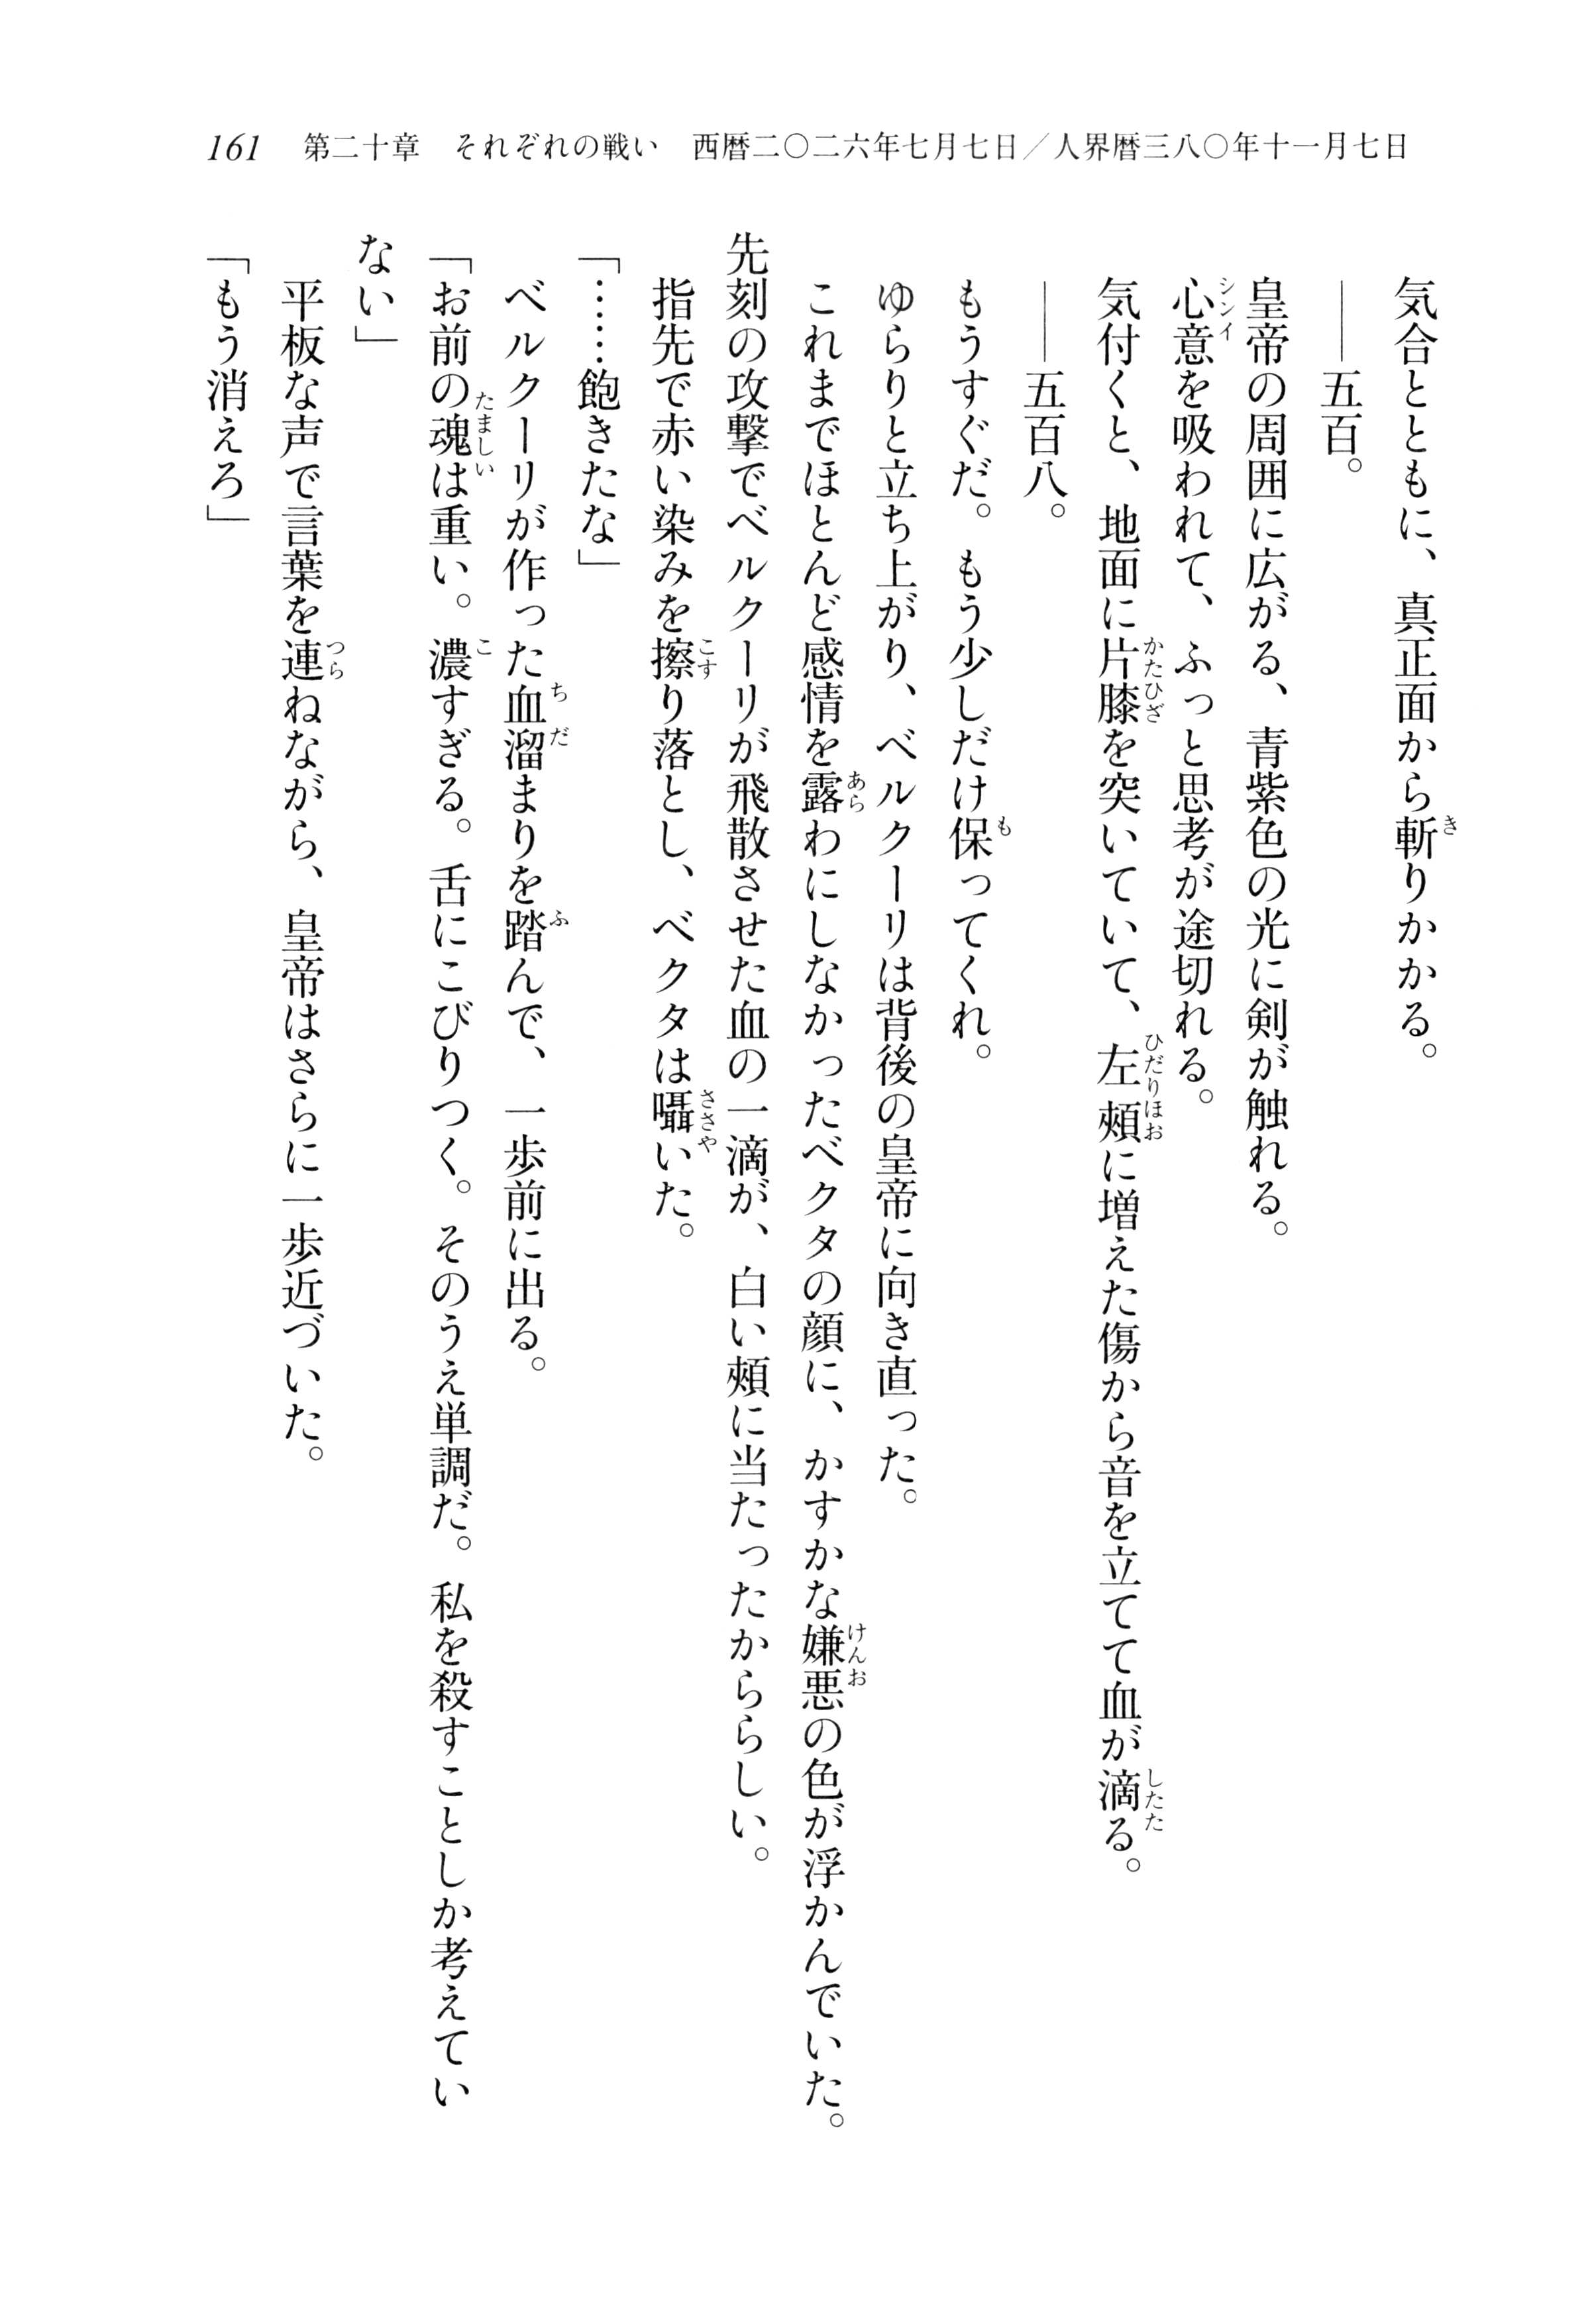 161　第二十章　それぞれの戦い　西暦二〇二六年七月七日／人界暦三八〇年十一月七日
　気合とともに、真正面から斬りかかる。
　――五百。
　皇帝の周囲に広がる、青紫色の光に剣が触れる。
　心意を吸われて、ふっと思考が途切れる。
　気付くと、地面に片膝を突いていて、左頰に増えた傷から音を立てて血が滴る。
　――五百八。
　もうすぐだ。もう少しだけ保ってくれ。
　ゆらりと立ち上がり、ベルクーリは背後の皇帝に向き直った。
　これまでほとんど感情を露わにしなかったベクタの顔に、かすかな嫌悪の色が浮かんでいた。
先刻の攻撃でベルクーリが飛散させた血の一滴が、白い頰に当たったかららしい。
　指先で赤い染みを擦り落とし、ベクタは囁いた。
「……飽きたな」
　ベルクーリが作った血溜まりを踏んで、一歩前に出る。
「お前の魂は重い。濃すぎる。舌にこびりつく。そのうえ単調だ。私を殺すことしか考えてい
ない」
　平板な声で言葉を連ねながら、皇帝はさらに一歩近づいた。
「もう消えろ」